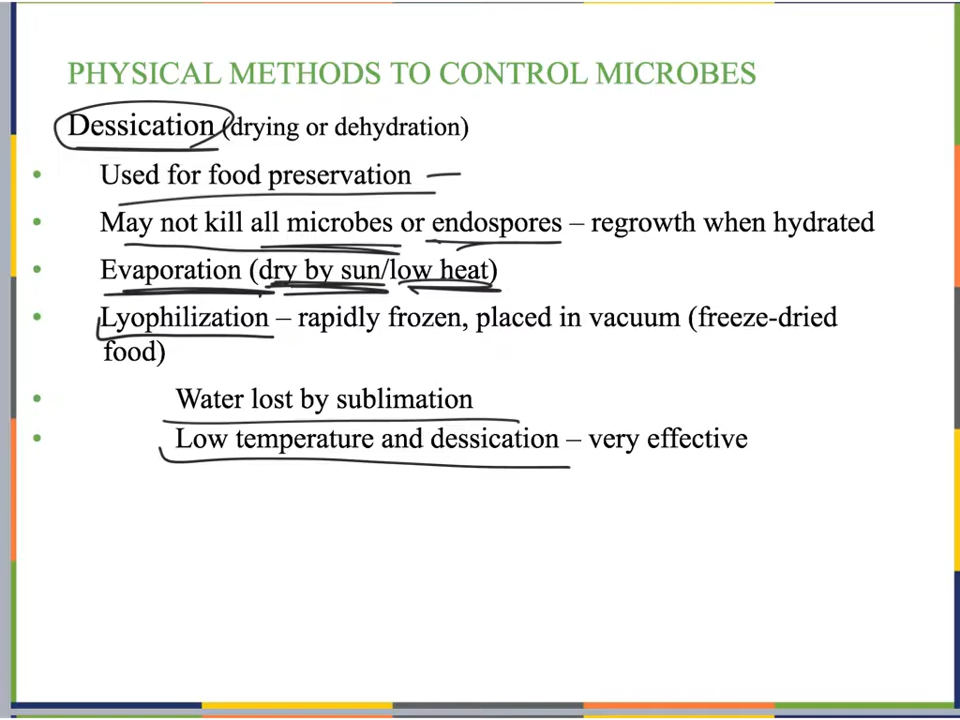 PHYSICAL METHODS TO CONTROL MICROBES
Dessication (drying or dehydration)
• Used for food preservation
• May not kill all microbes or endospores – regrowth when hydrated
• Evaporation (dry by sun/low heat)
• Lyophilization – rapidly frozen, placed in vacuum (freeze-dried
food)
• Water lost by sublimation
• Low temperature and dessication – very effective